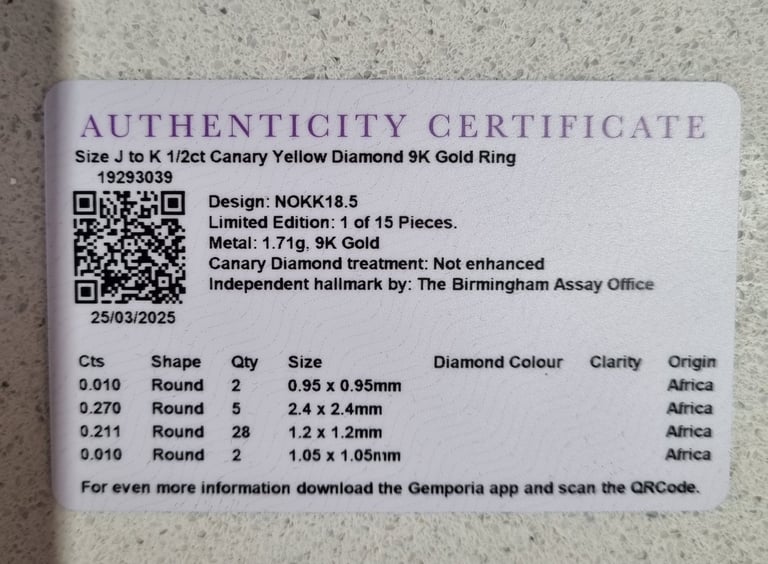 AUTHENTICITY CERTIFICATE
Size J to K 1/2ct Canary Yellow Diamond 9K Gold Ring
19293039
Design: NOKK18.5
Limited Edition: 1 of 15 Pieces.
Metal: 1.71g, 9K Gold
Canary Diamond treatment: Not enhanced
Independent hallmark by: The Birmingham Assay Office
25/03/2025
Cts Shape Qty Size Diamond Colour Clarity Origin
0.010 Round 2 0.95 x 0.95mm Africa
0.270 Round 5 2.4 x 2.4mm Africa
0.211 Round 28 1.2 x 1.2mm Africa
0.010 Round 2 1.05 x 1.05mm Africa
For even more information download the Gemporia app and scan the QRCode.